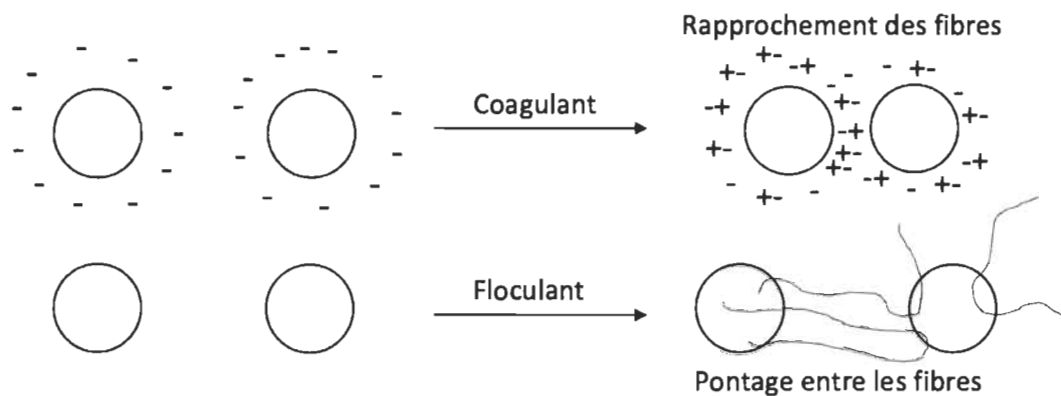 Rapprochement des fibres
Coagulant
Floculant
Pontage entre les fibres